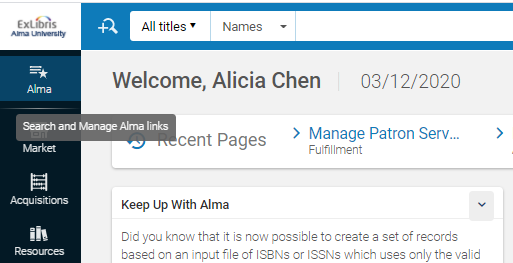 ExLibris
Alma University
All titles
Names
Alma
Welcome, Alicia Chen
03/12/2020
Search and Manage Alma links
Market
Recent Pages
Manage Patron Serv...
Fulfillment
Acquisitions
Keep Up With Alma
Resources
Did you know that it is now possible to create a set of records
based on an input file of ISBNs or ISSNs which uses only the valid